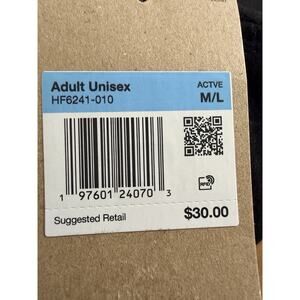 Adult Unisex
HF6241-010
ACTVE
M/L
1 97601 24070 3
RFID
Suggested Retail
$30.00